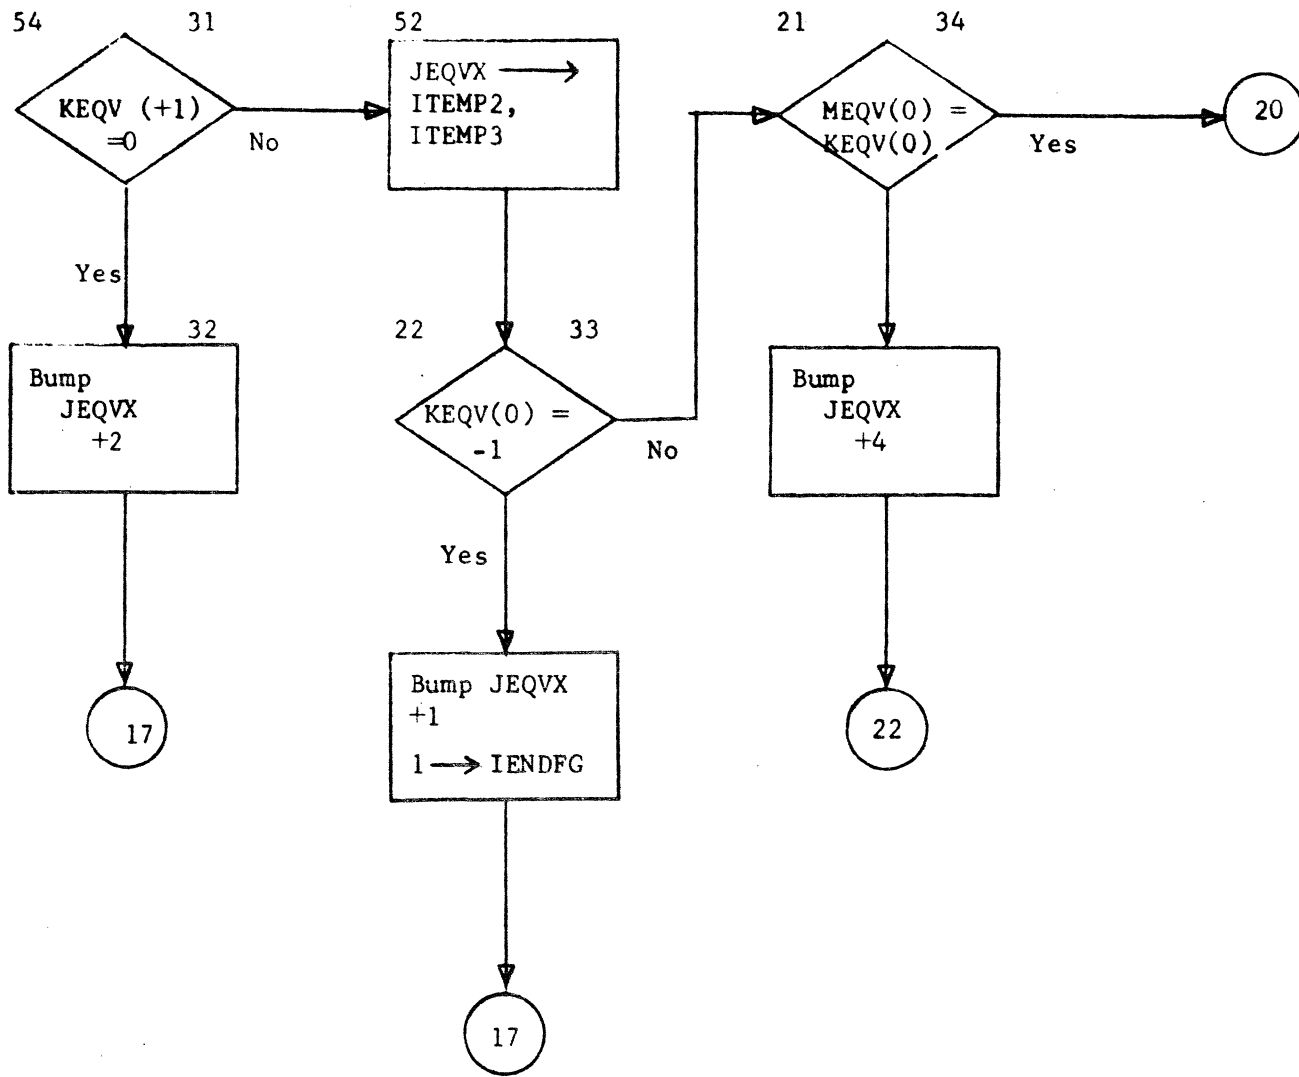 54
31
KEQV (+1)
=0
No
Yes
32
Bump
JEQVX
+2
17
52
JEQVX →
ITEMP2,
ITEMP3
22
33
KEQV(0) =
-1
No
Yes
Bump JEQVX
+1
1 → IENDFG
17
21
34
MEQV(0) =
KEQV(0)
Yes
20
Bump
JEQVX
+4
22